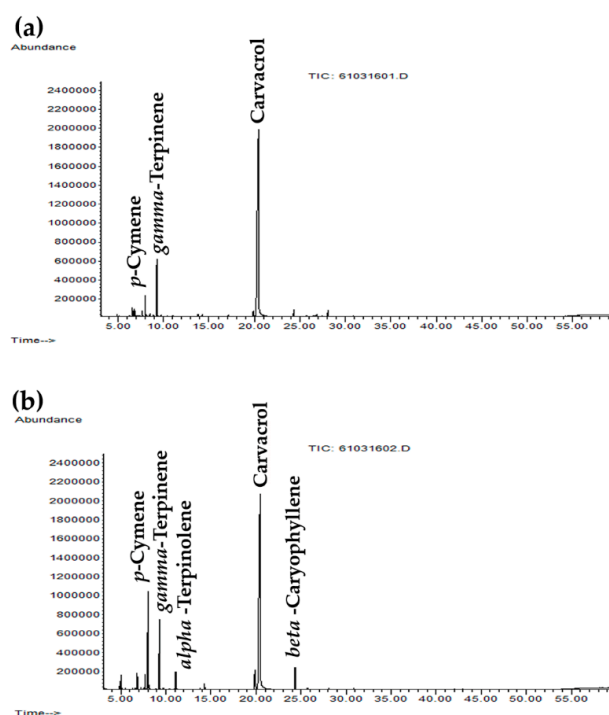 (a)
Abundance
TIC: 61031601.D
2400000
2200000
2000000
1800000
1600000
1400000
1200000
1000000
800000
600000
400000
200000
p-Cymene
gamma-Terpinene
Carvacrol
5.00 10.00 15.00 20.00 25.00 30.00 35.00 40.00 45.00 50.00 55.00
Time-->
(b)
Abundance
TIC: 61031602.D
2400000
2200000
2000000
1800000
1600000
1400000
1200000
1000000
800000
600000
400000
200000
p-Cymene
gamma-Terpinene
alpha -Terpinolene
Carvacrol
beta -Caryophyllene
5.00 10.00 15.00 20.00 25.00 30.00 35.00 40.00 45.00 50.00 55.00
Time-->